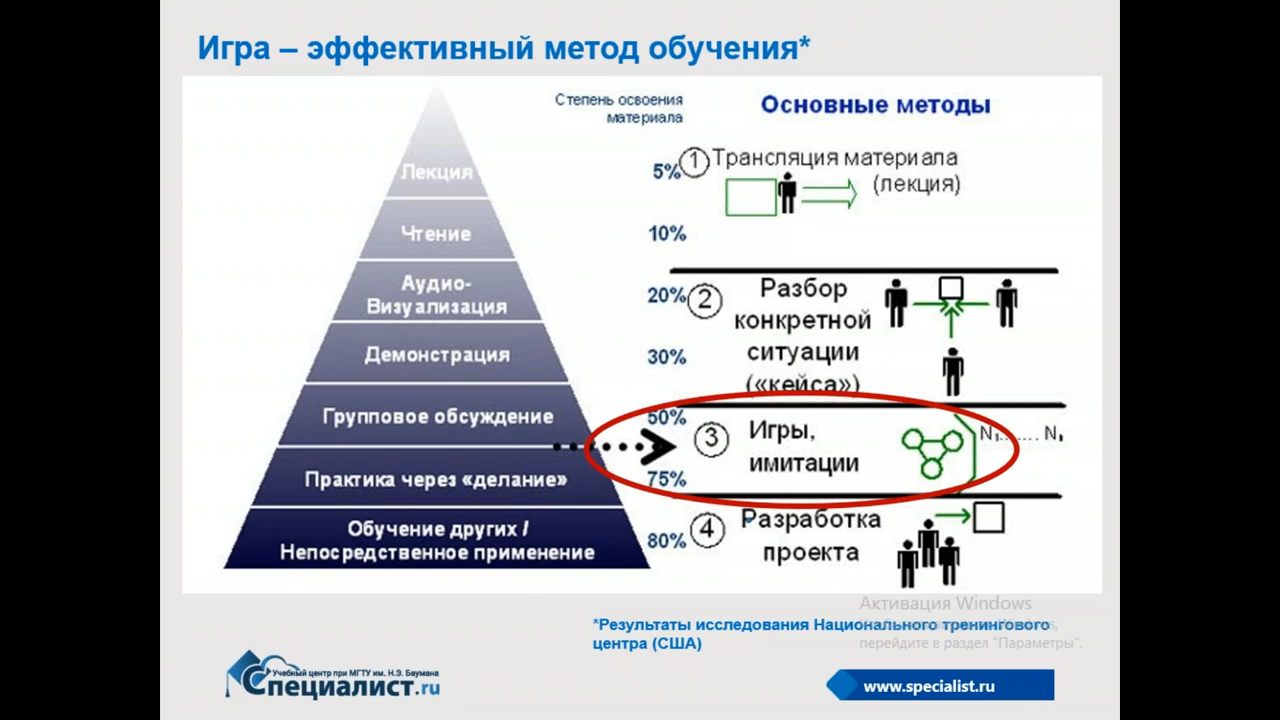 Игра – эффективный метод обучения*
Степень освоения
материала
Основные методы
Лекция
5%
1
Трансляция материала
(лекция)
Чтение
10%
Аудио-
Визуализация
20%
2
Разбор
конкретной
ситуации
(«кейса»)
Демонстрация
30%
Групповое обсуждение
50%
3
Игры,
имитации
Практика через «делание»
75%
Обучение других /
Непосредственное применение
80%
4
Разработка
проекта
*Результаты исследования Национального тренингового
центра (США)
Активация Windows
перейдите в раздел "Параметры".
Учебный центр при МГТУ им. Н.Э. Баумана
Специалист.ru
www.specialist.ru